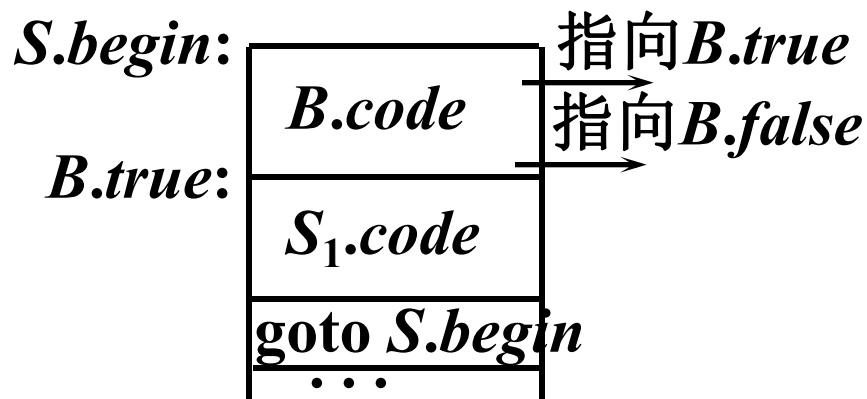 S.begin:
指向B.true
B.code
指向B.false
B.true:
S₁.code
goto S.begin
...